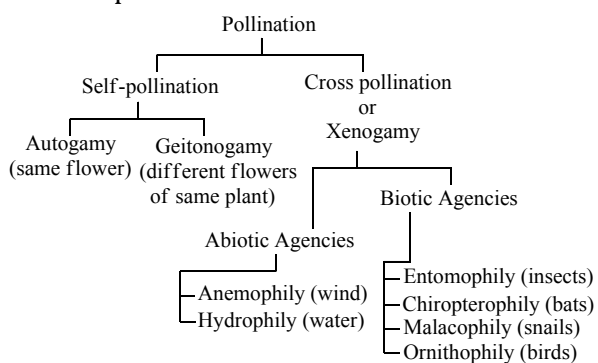 Pollination
Self-pollination
Cross pollination
or
Xenogamy
Autogamy
(same flower)
Geitonogamy
(different flowers
of same plant)
Abiotic Agencies
Anemophily (wind)
Hydrophily (water)
Biotic Agencies
Entomophily (insects)
Chiropterophily (bats)
Malacophily (snails)
Ornithophily (birds)